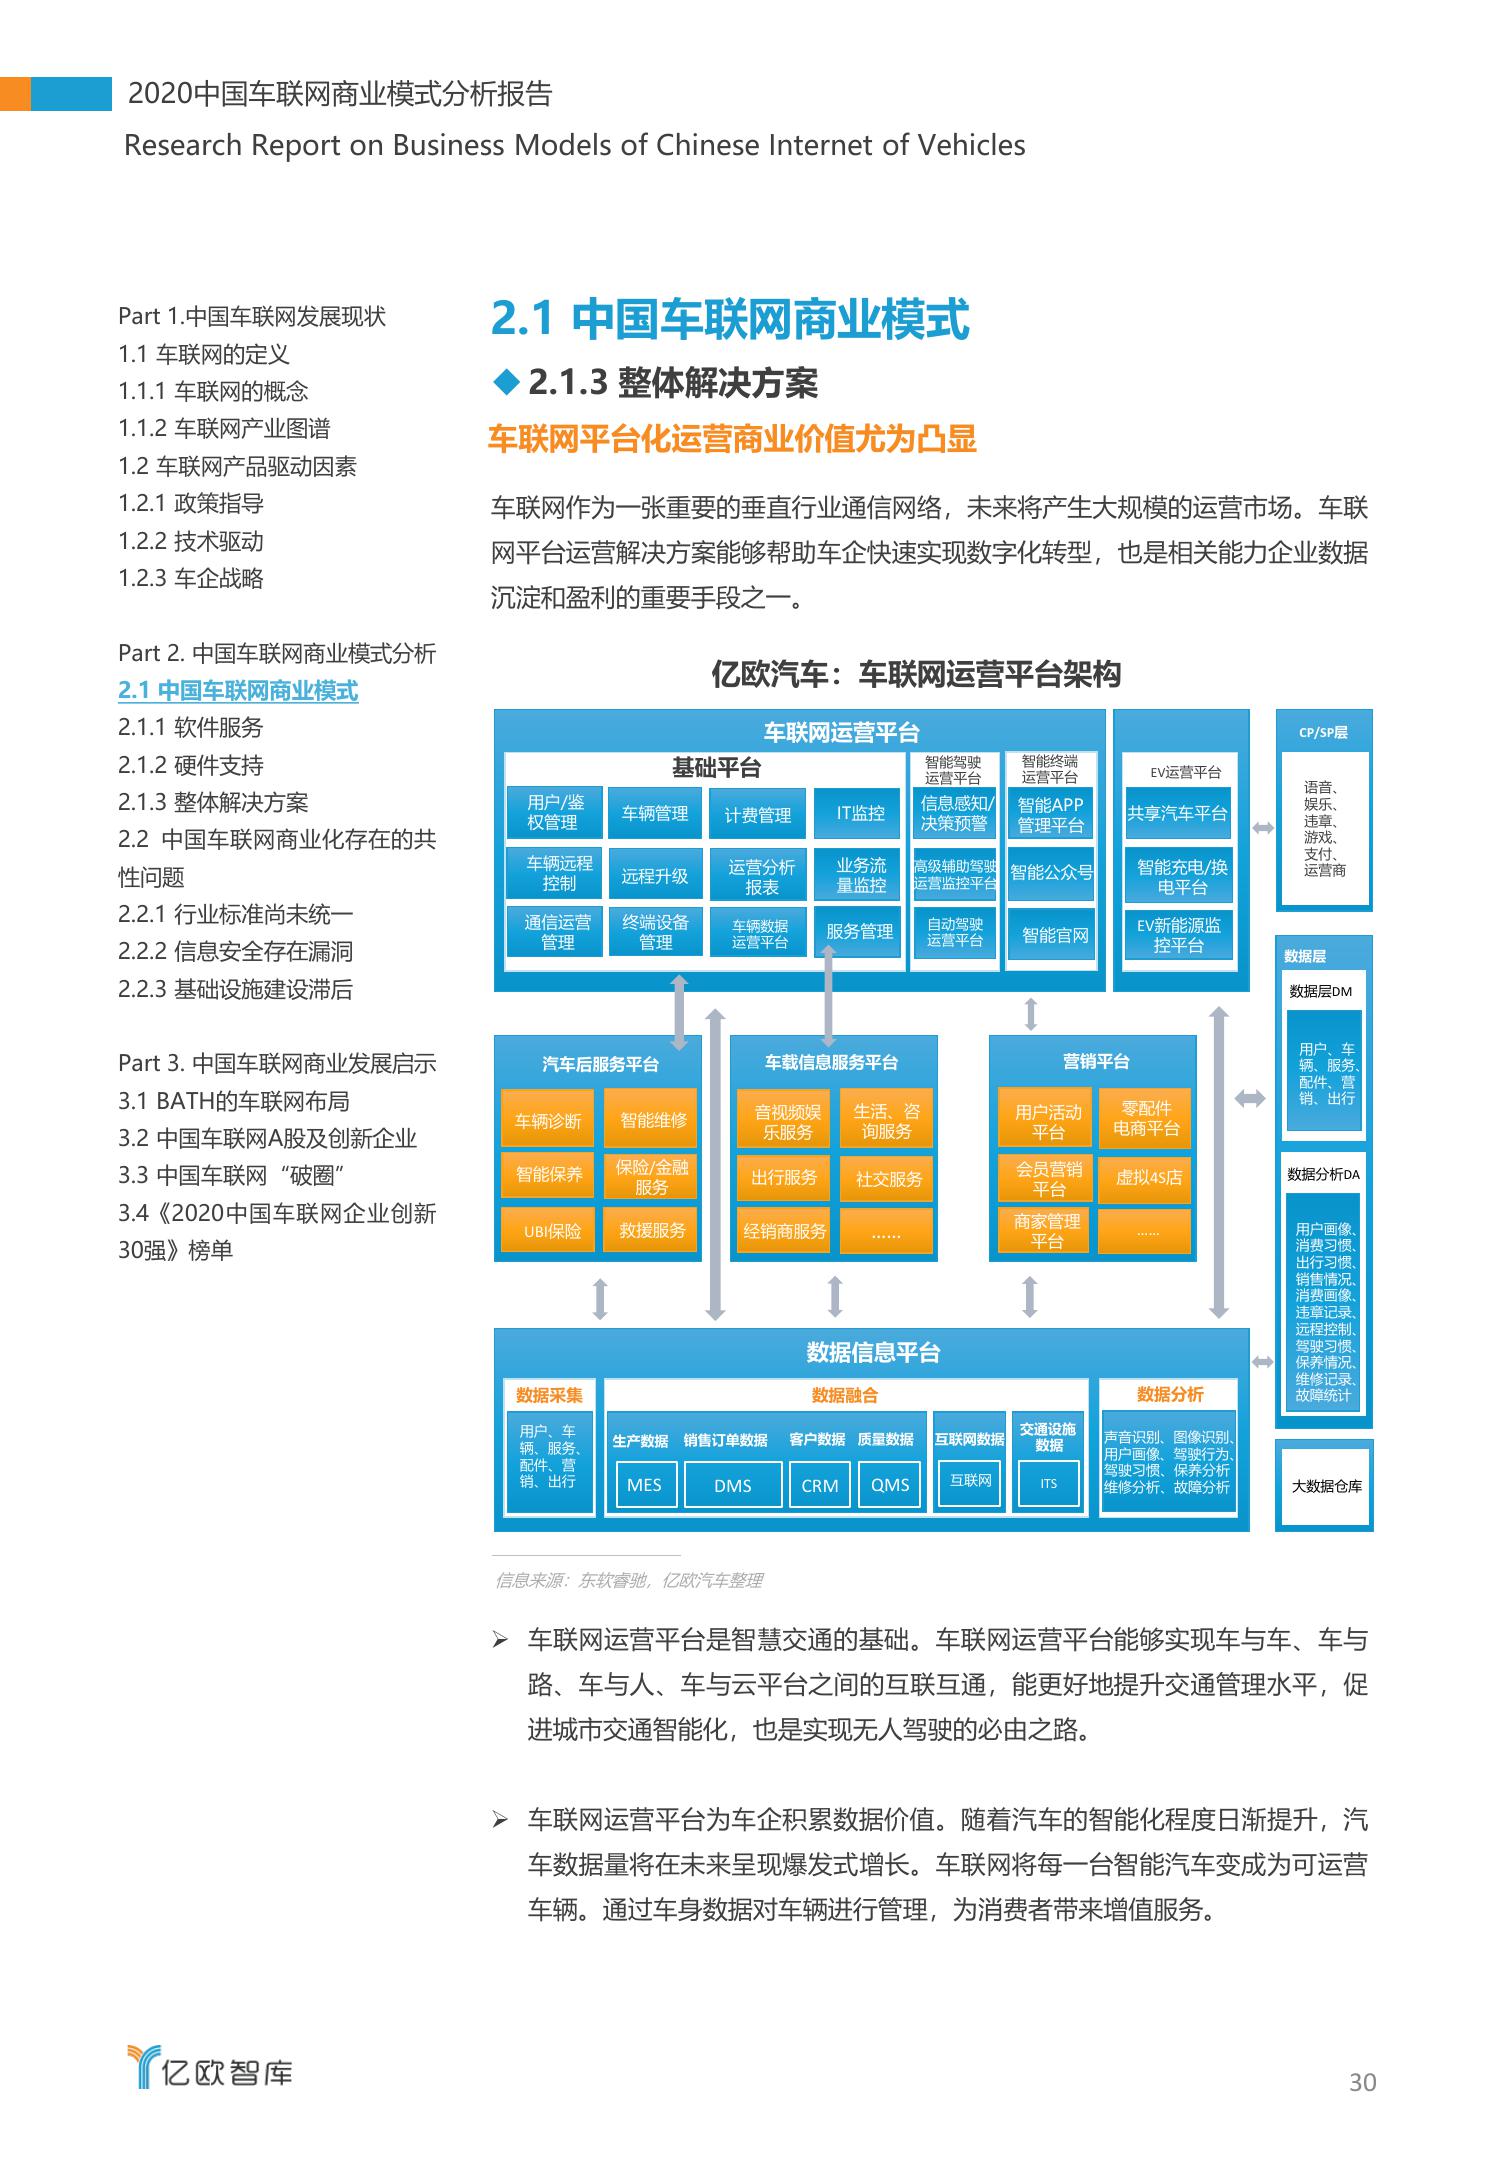 2020中国车联网商业模式分析报告
Research Report on Business Models of Chinese Internet of Vehicles
Part 1.中国车联网发展现状
1.1 车联网的定义
1.1.1 车联网的概念
1.1.2 车联网产业图谱
1.2 车联网产品驱动因素
1.2.1 政策指导
1.2.2 技术驱动
1.2.3 车企战略
Part 2. 中国车联网商业模式分析
2.1 中国车联网商业模式
2.1.1 软件服务
2.1.2 硬件支持
2.1.3 整体解决方案
2.2 中国车联网商业化存在的共
性问题
2.2.1 行业标准尚未统一
2.2.2 信息安全存在漏洞
2.2.3 基础设施建设滞后
Part 3. 中国车联网商业发展启示
3.1 BATH的车联网布局
3.2 中国车联网A股及创新企业
3.3 中国车联网“破圈”
3.4《2020中国车联网企业创新
30强》榜单
2.1 中国车联网商业模式
◆2.1.3 整体解决方案
车联网平台化运营商业价值尤为凸显
车联网作为一张重要的垂直行业通信网络，未来将产生大规模的运营市场。车联
网平台运营解决方案能够帮助车企快速实现数字化转型，也是相关能力企业数据
沉淀和盈利的重要手段之一。
亿欧汽车：车联网运营平台架构
车联网运营平台
基础平台
用户/鉴
权管理
车辆管理
计费管理
IT监控
车辆远程
控制
远程升级
运营分析
报表
业务流
量监控
通信运营
管理
终端设备
管理
车辆数据
运营平台
服务管理
智能驾驶
运营平台
信息感知/
决策预警
高级辅助驾驶
运营监控平台
自动驾驶
运营平台
智能终端
运营平台
智能APP
管理平台
智能公众号
智能官网
EV运营平台
共享汽车平台
智能充电/换
电平台
EV新能源监
控平台
CP/SP层
语音、
娱乐、
违章、
游戏、
支付、
运营商
汽车后服务平台
车辆诊断
智能维修
智能保养
保险/金融
服务
UBI保险
救援服务
车载信息服务平台
音视频娱
乐服务
生活、咨
询服务
出行服务
社交服务
经销商服务
……
营销平台
用户活动
平台
零配件
电商平台
会员营销
平台
虚拟4S店
商家管理
平台
……
数据层
数据层DM
用户、车
辆、服务、
配件、营
销、出行
数据分析DA
用户画像、
消费习惯、
出行习惯、
销售情况、
消费画像、
违章记录、
远程控制、
驾驶习惯、
保养情况、
维修记录、
故障统计
大数据仓库
数据信息平台
数据采集
用户、车
辆、服务、
配件、营
销、出行
数据融合
生产数据
MES
销售订单数据
DMS
客户数据
CRM
质量数据
QMS
互联网数据
互联网
交通设施
数据
ITS
数据分析
声音识别、图像识别、
用户画像、驾驶行为、
驾驶习惯、保养分析
维修分析、故障分析
信息来源：东软睿驰，亿欧汽车整理
➢ 车联网运营平台是智慧交通的基础。车联网运营平台能够实现车与车、车与
路、车与人、车与云平台之间的互联互通，能更好地提升交通管理水平，促
进城市交通智能化，也是实现无人驾驶的必由之路。
➢ 车联网运营平台为车企积累数据价值。随着汽车的智能化程度日渐提升，汽
车数据量将在未来呈现爆发式增长。车联网将每一台智能汽车变成为可运营
车辆。通过车身数据对车辆进行管理，为消费者带来增值服务。
亿欧智库
30